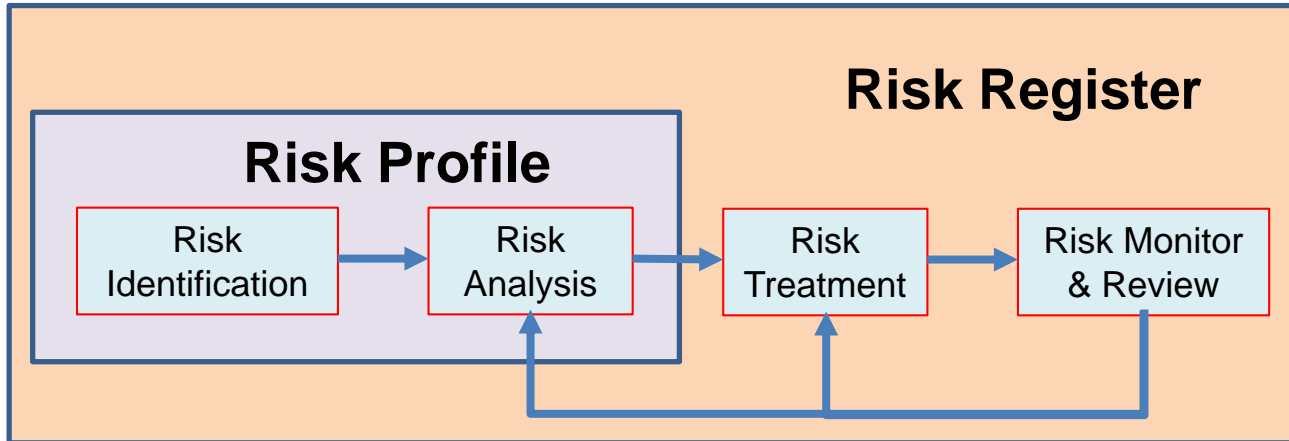 Risk Register
Risk Profile
Risk
Identification
Risk
Analysis
Risk
Treatment
Risk Monitor
& Review